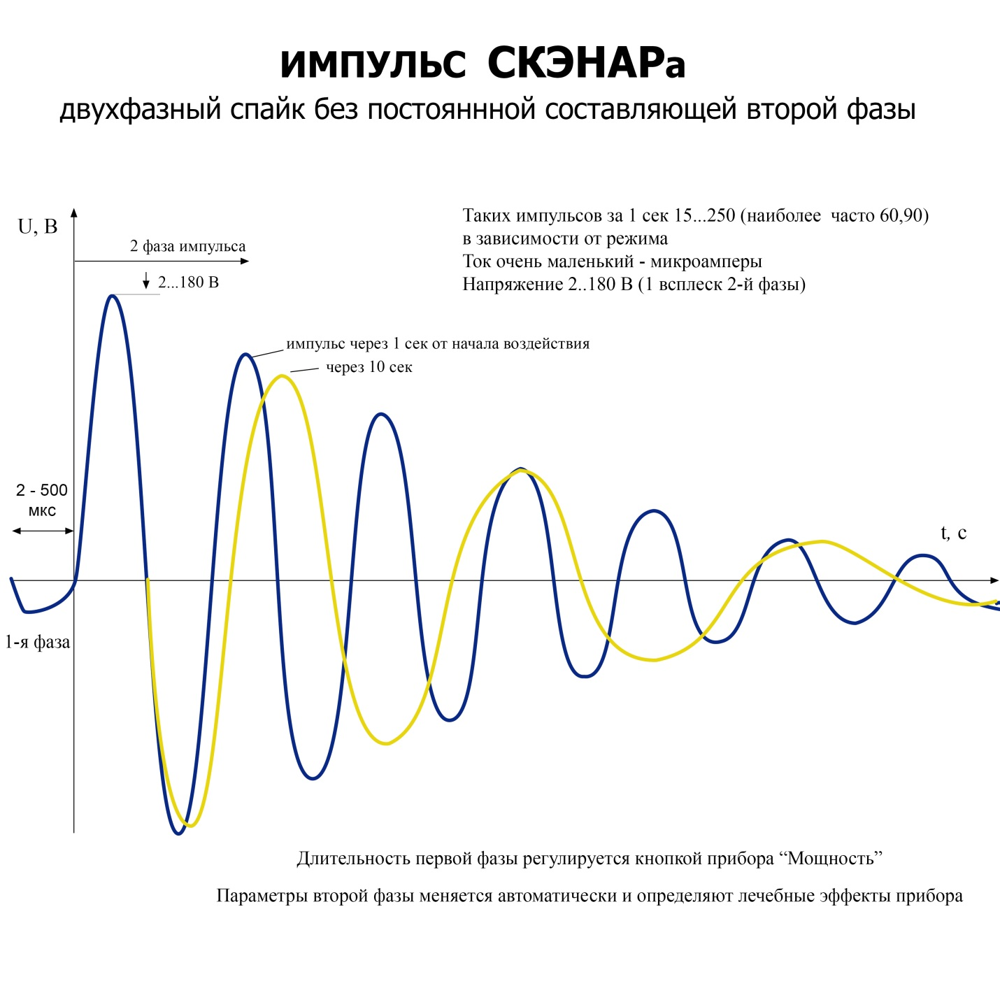 ИМПУЛЬС СКЭНАРа
двухфазный спайк без постояннной составляющей второй фазы
U, В
2 фаза импульса
2...180 В
Таких импульсов за 1 сек 15...250 (наиболее часто 60,90)
в зависимости от режима
Ток очень маленький - микроамперы
Напряжение 2..180 В (1 всплеск 2-й фазы)
импульс через 1 сек от начала воздействия
через 10 сек
2 - 500
мкс
t, с
1-я фаза
Длительность первой фазы регулируется кнопкой прибора “Мощность”
Параметры второй фазы меняется автоматически и определяют лечебные эффекты прибора